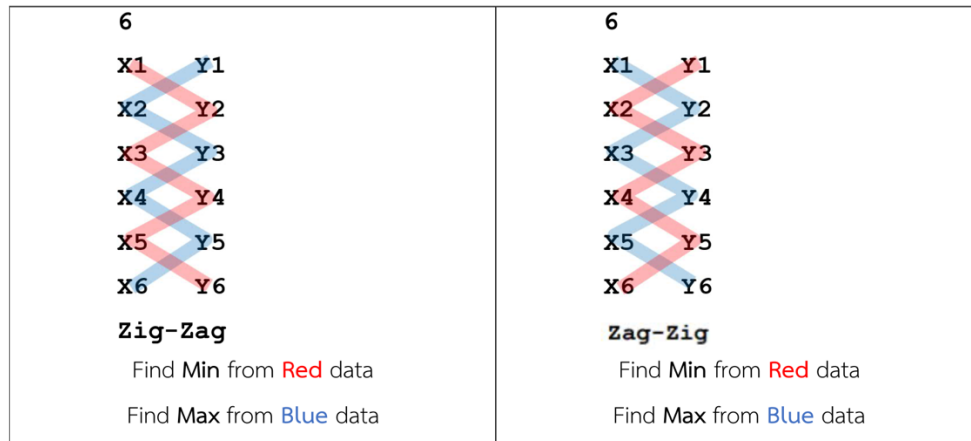 6
X1 Y1
X2 Y2
X3 Y3
X4 Y4
X5 Y5
X6 Y6
Zig-Zag
Find Min from Red data
Find Max from Blue data
6
X1 Y1
X2 Y2
X3 Y3
X4 Y4
X5 Y5
X6 Y6
Zag-Zig
Find Min from Red data
Find Max from Blue data